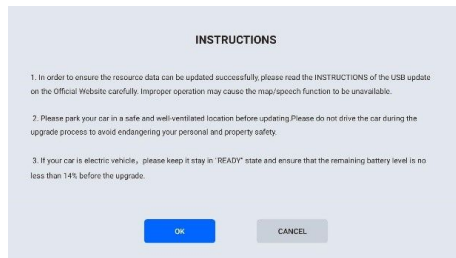 INSTRUCTIONS
1. In order to ensure the resource data can be updated successfully, please read the INSTRUCTIONS of the USB update
on the Official Website carefully. Improper operation may cause the map/speech function to be unavailable.
2. Please park your car in a safe and well-ventilated location before updating.Please do not drive the car during the
upgrade process to avoid endangering your personal and property safety.
3. If your car is electric vehicle，please keep it stay in "READY" state and ensure that the remaining battery level is no
less than 14% before the upgrade.
OK CANCEL